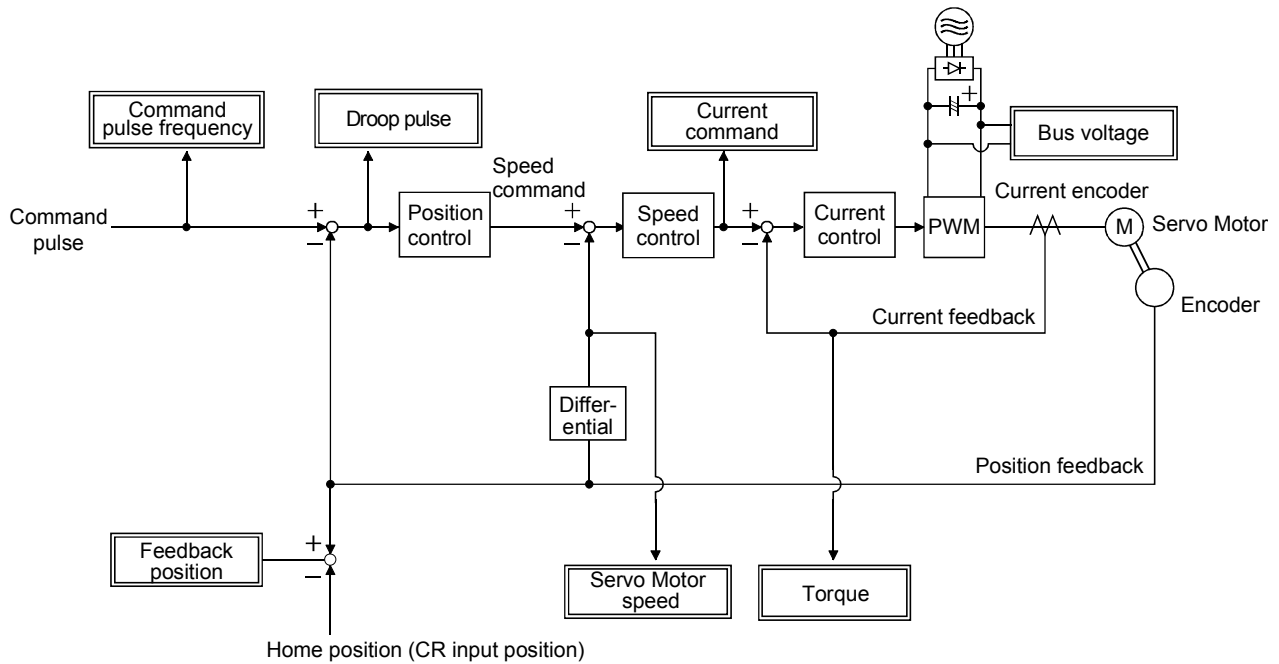 Command
pulse frequency
Droop pulse
Current
command
+
Bus voltage
Speed
command
Current encoder
Command
pulse
+
−
Position
control
+
−
Speed
control
+
−
Current
control
PWM
M
Servo Motor
Encoder
Current feedback
Differ-
ential
Position feedback
Feedback
position
+
−
Servo Motor
speed
Torque
Home position (CR input position)